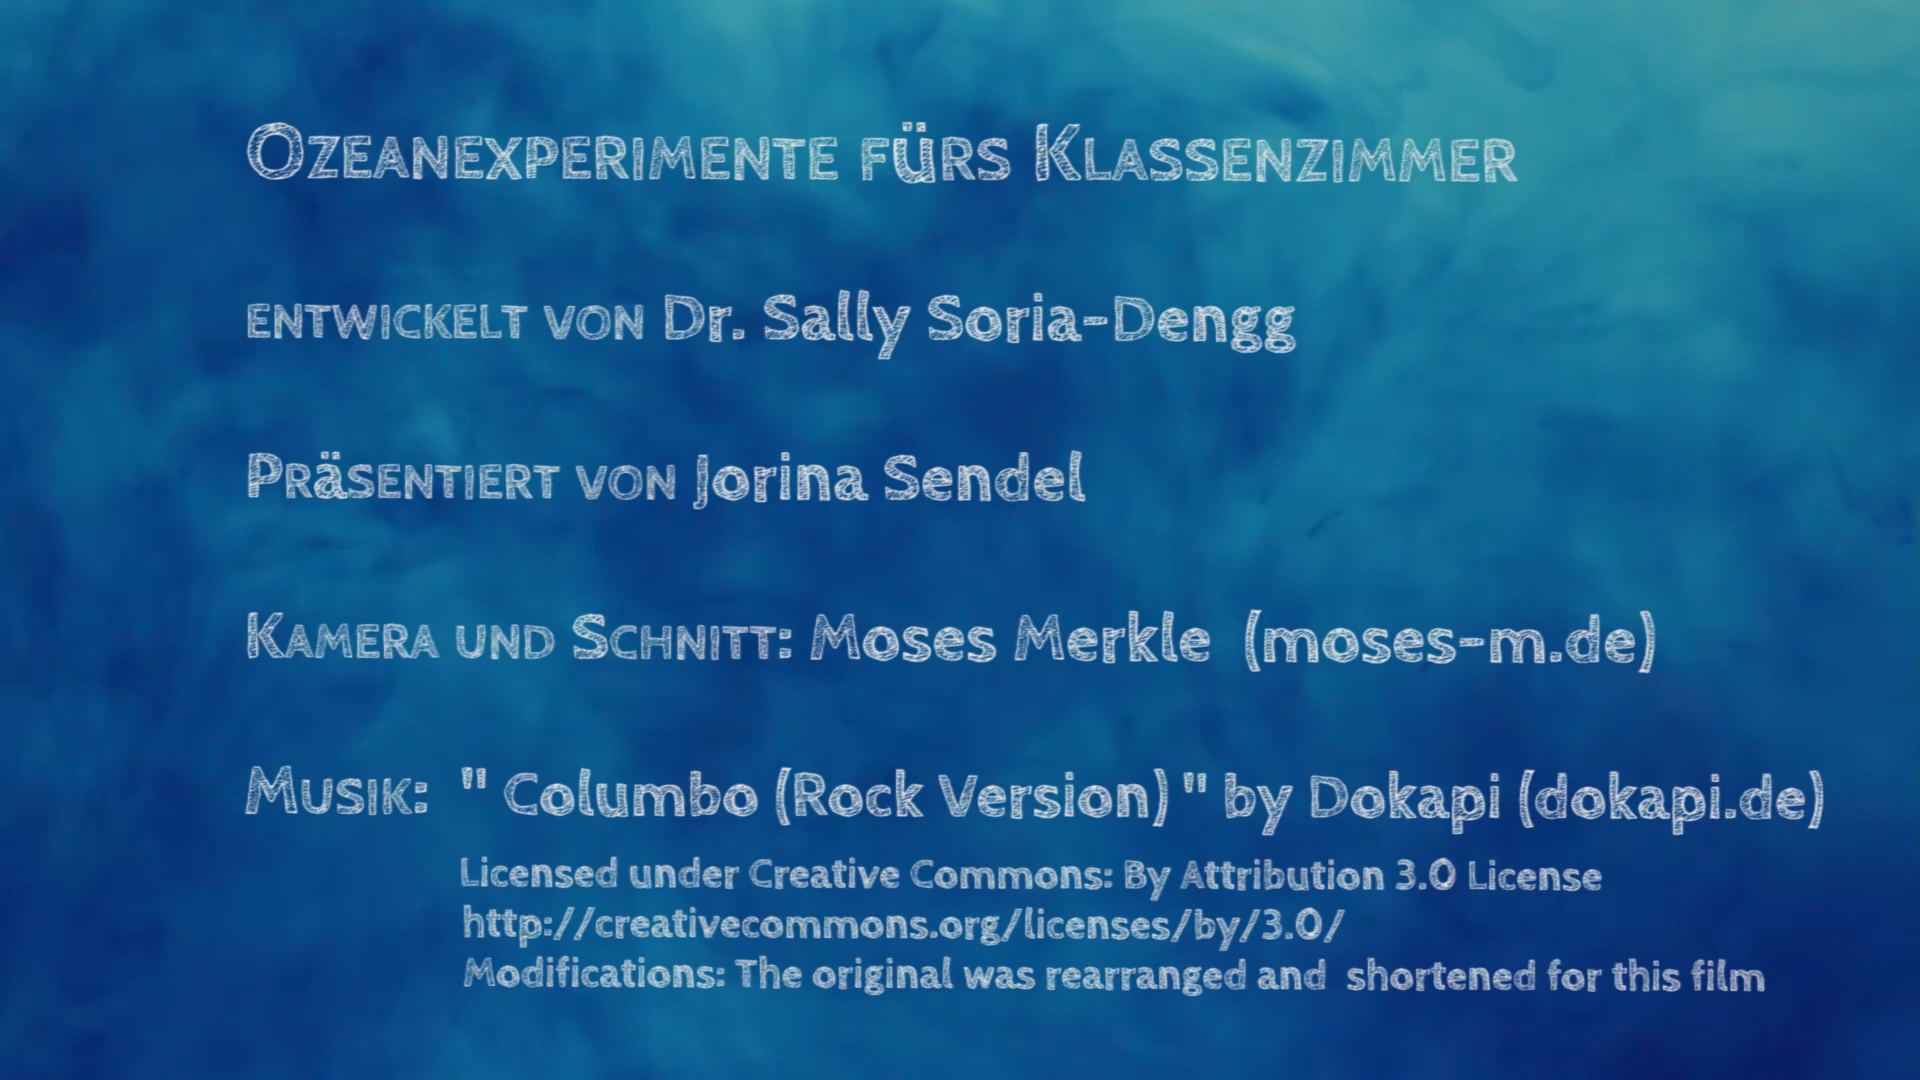 Ozeanexperimente fürs Klassenzimmer
entwickelt von Dr. Sally Soria-Dengg
Präsentiert von Jorina Sendel
Kamera und Schnitt: Moses Merkle (moses-m.de)
Musik: " Columbo (Rock Version) " by Dokapi (dokapi.de)
Licensed under Creative Commons: By Attribution 3.0 License
http://creativecommons.org/licenses/by/3.0/
Modifications: The original was rearranged and shortened for this film